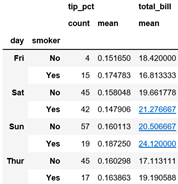 tip_pct total_bill
count mean mean
day smoker
Fri No 4 0.151650 18.420000
Yes 15 0.174783 16.813333
Sat No 45 0.158048 19.661778
Yes 42 0.147906 21.276667
Sun No 57 0.160113 20.506667
Yes 19 0.187250 24.120000
Thur No 45 0.160298 17.113111
Yes 17 0.163863 19.190588